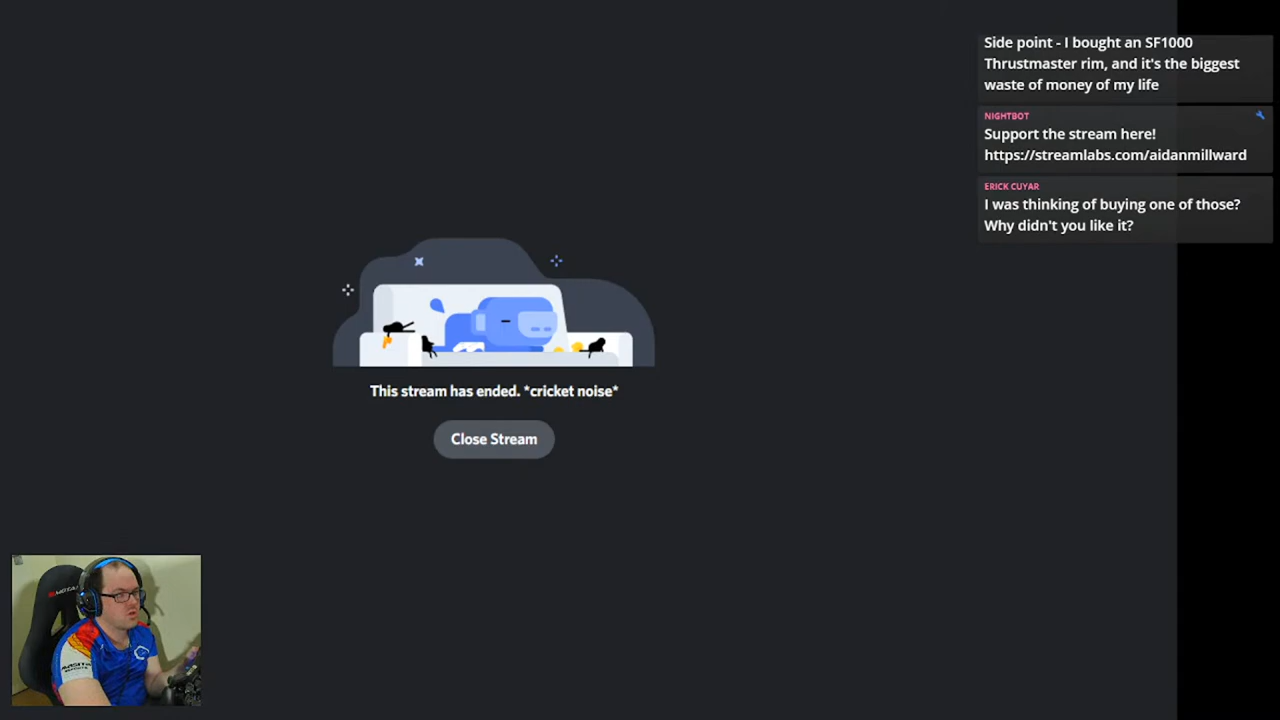 Side point - I bought an SF1000
Thrustmaster rim, and it's the biggest
waste of money of my life
NIGHTBOT
Support the stream here!
https://streamlabs.com/aidanmillward
ERICK CUYAR
I was thinking of buying one of those?
Why didn't you like it?
This stream has ended. *cricket noise*
Close Stream